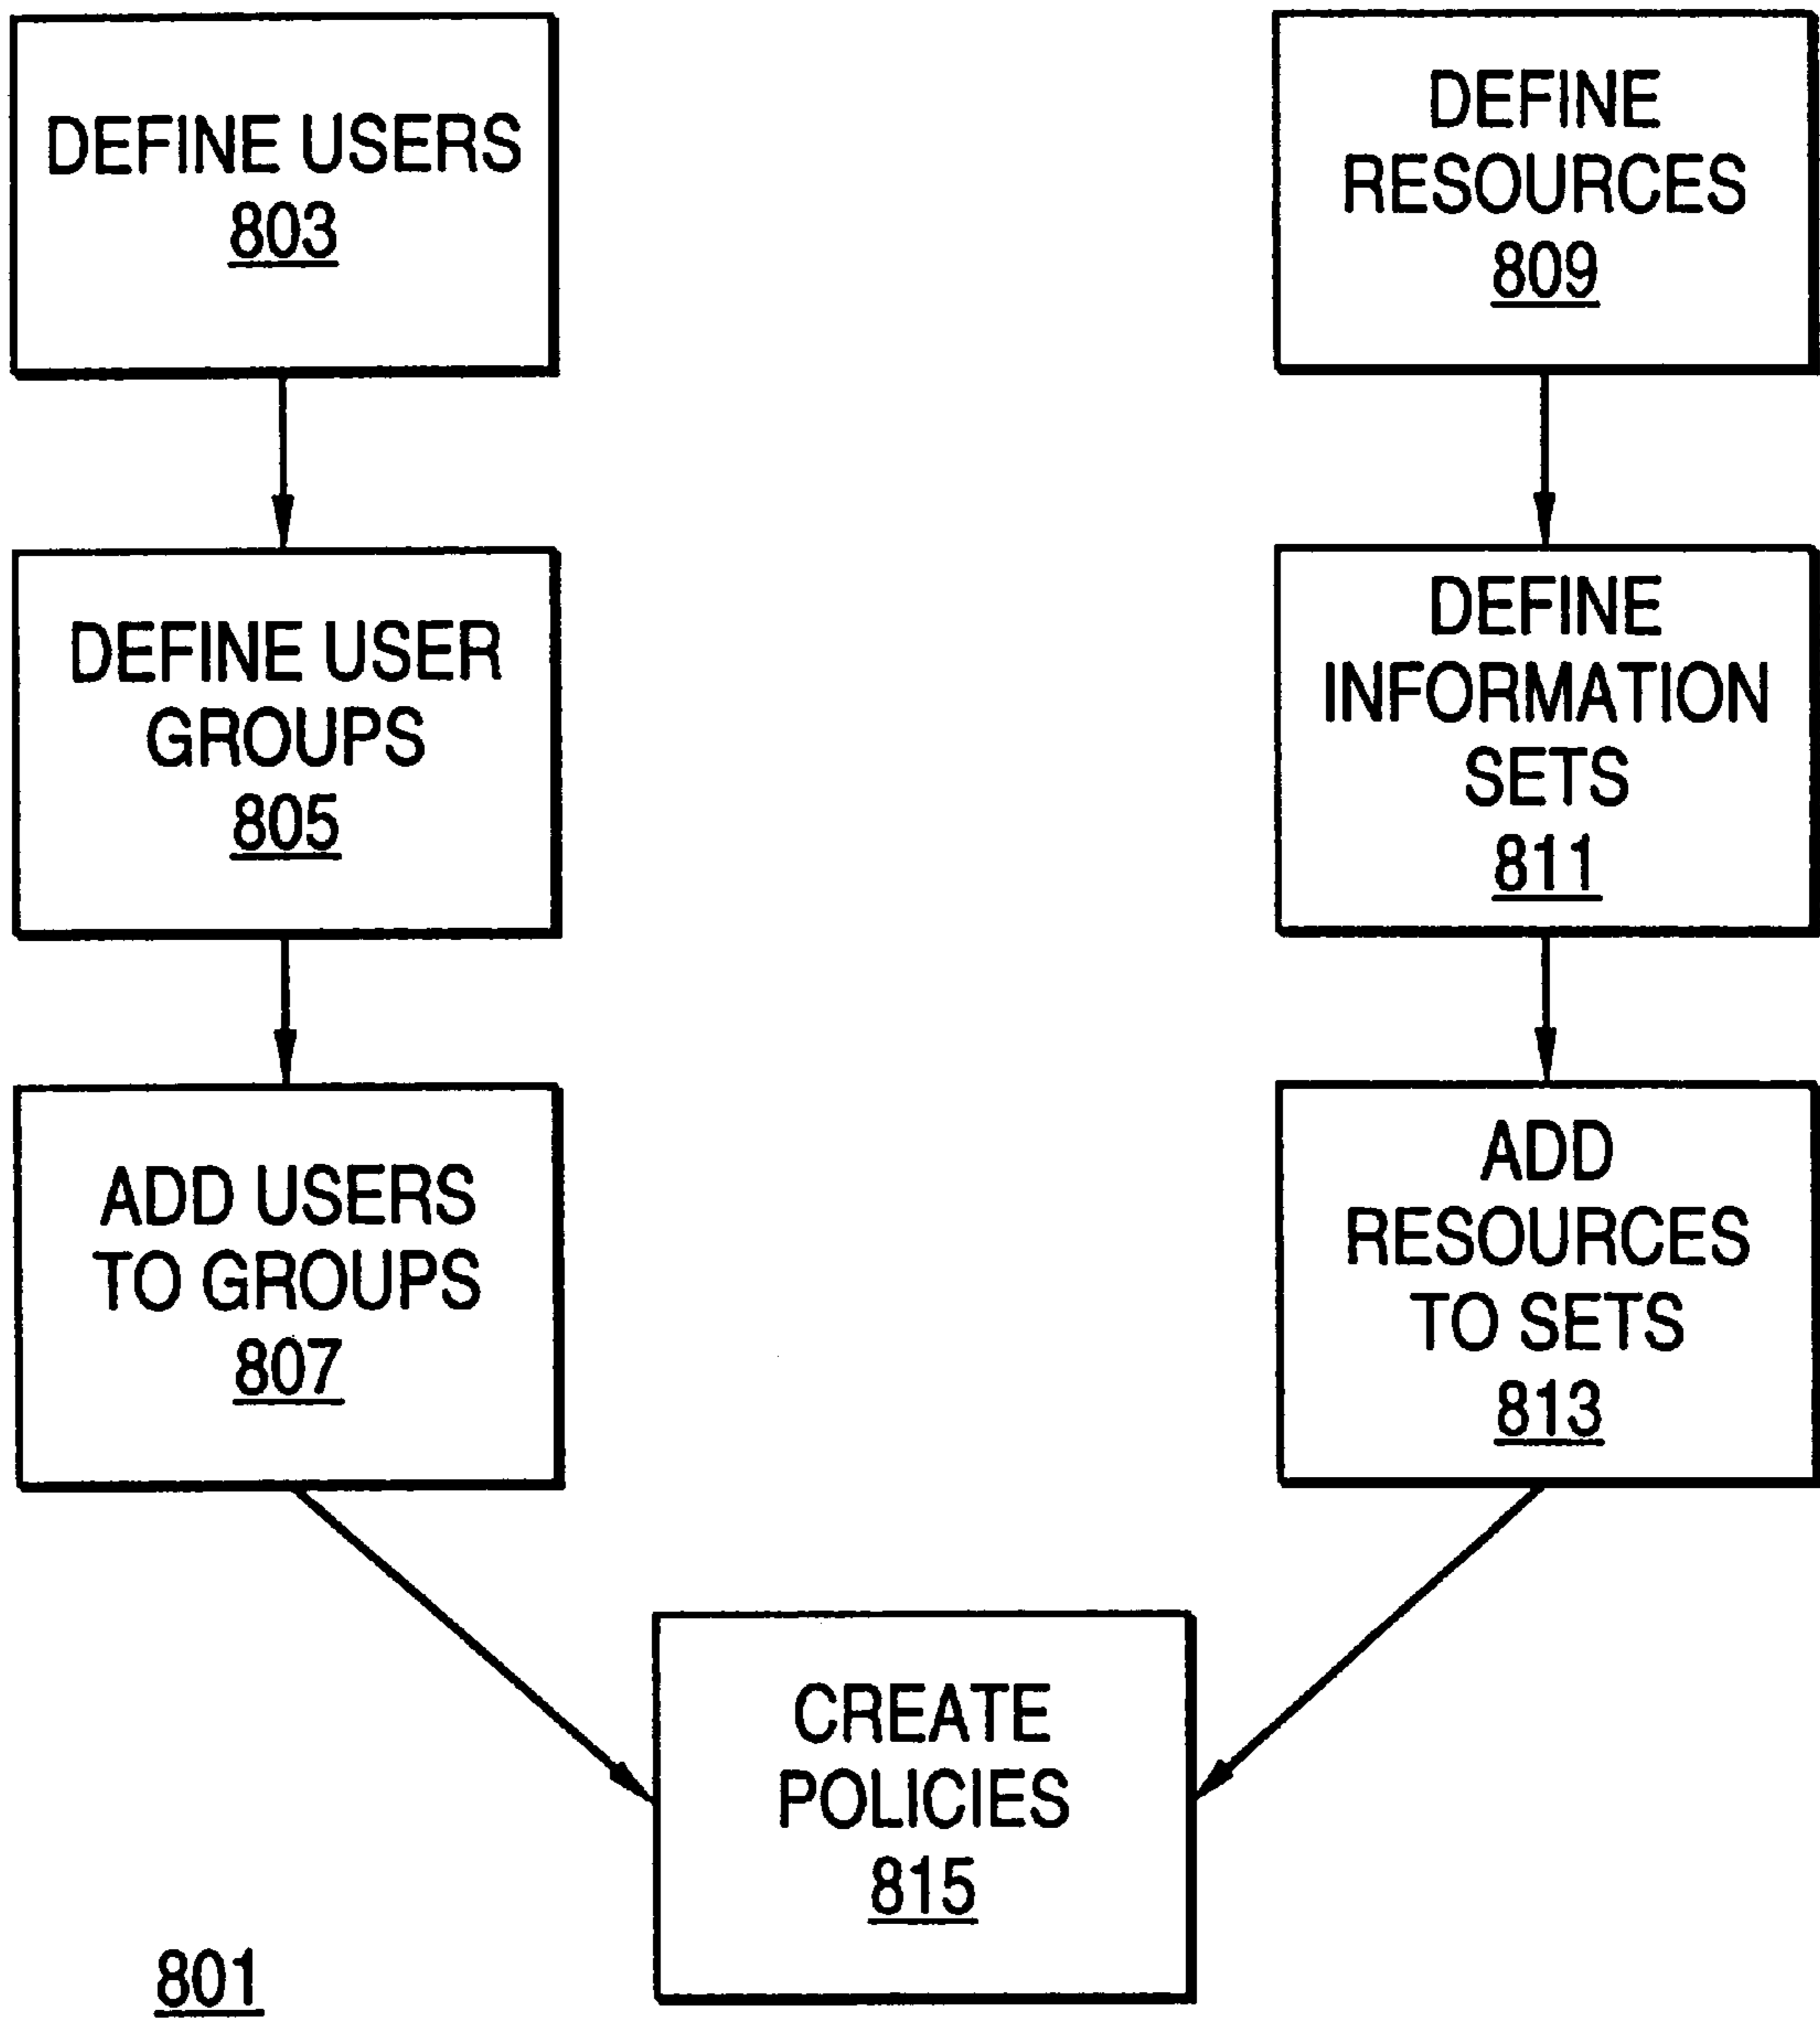 DEFINE USERS
803
DEFINE USER
GROUPS
805
ADD USERS
TO GROUPS
807
DEFINE
RESOURCES
809
DEFINE
INFORMATION
SETS
811
ADD
RESOURCES
TO SETS
813
CREATE
POLICIES
815
801